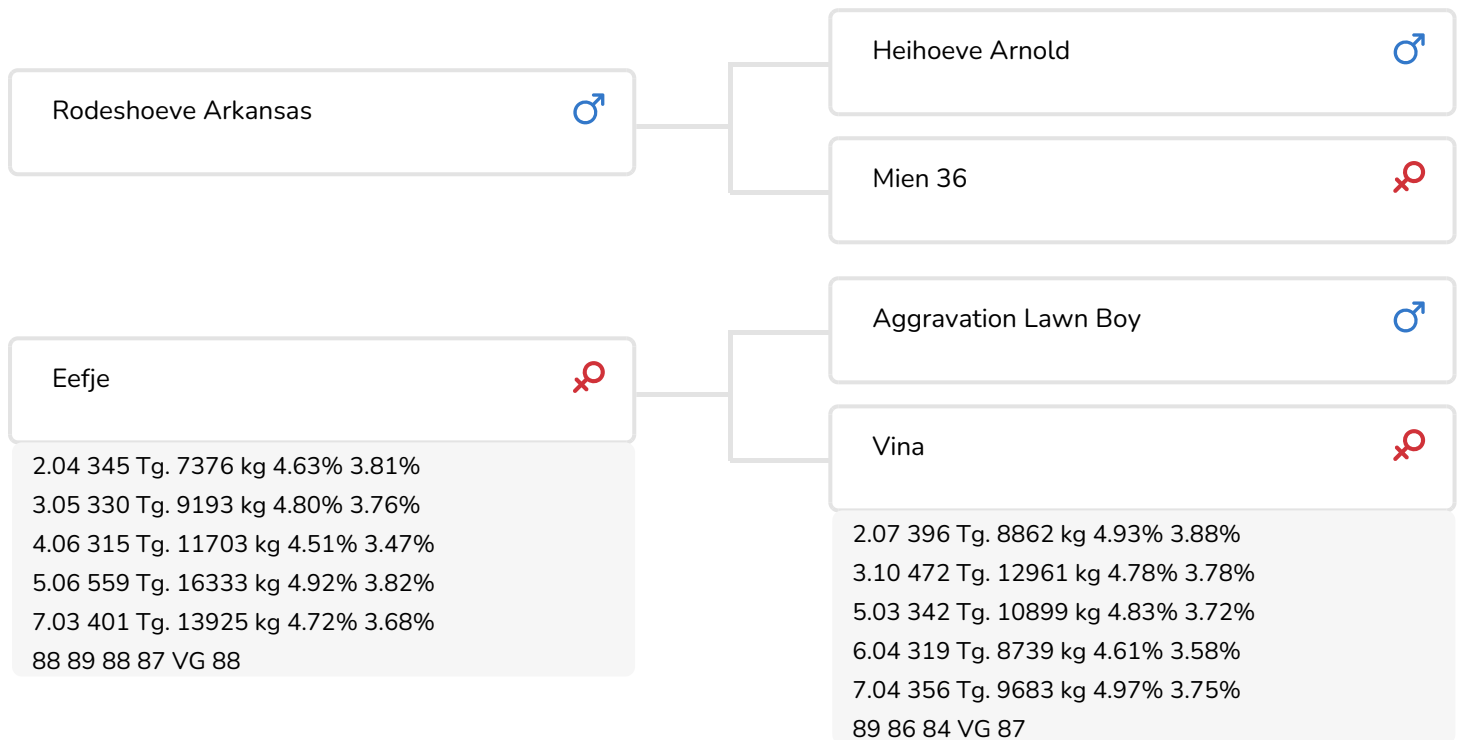 Rodeshoeve Arkansas
Heihoeve Arnold
Mien 36
Eefje
2.04 345 Tg. 7376 kg 4.63% 3.81%
3.05 330 Tg. 9193 kg 4.80% 3.76%
4.06 315 Tg. 11703 kg 4.51% 3.47%
5.06 559 Tg. 16333 kg 4.92% 3.82%
7.03 401 Tg. 13925 kg 4.72% 3.68%
88 89 88 87 VG 88
Aggravation Lawn Boy
Vina
2.07 396 Tg. 8862 kg 4.93% 3.88%
3.10 472 Tg. 12961 kg 4.78% 3.78%
5.03 342 Tg. 10899 kg 4.83% 3.72%
6.04 319 Tg. 8739 kg 4.61% 3.58%
7.04 356 Tg. 9683 kg 4.97% 3.75%
89 86 84 VG 87